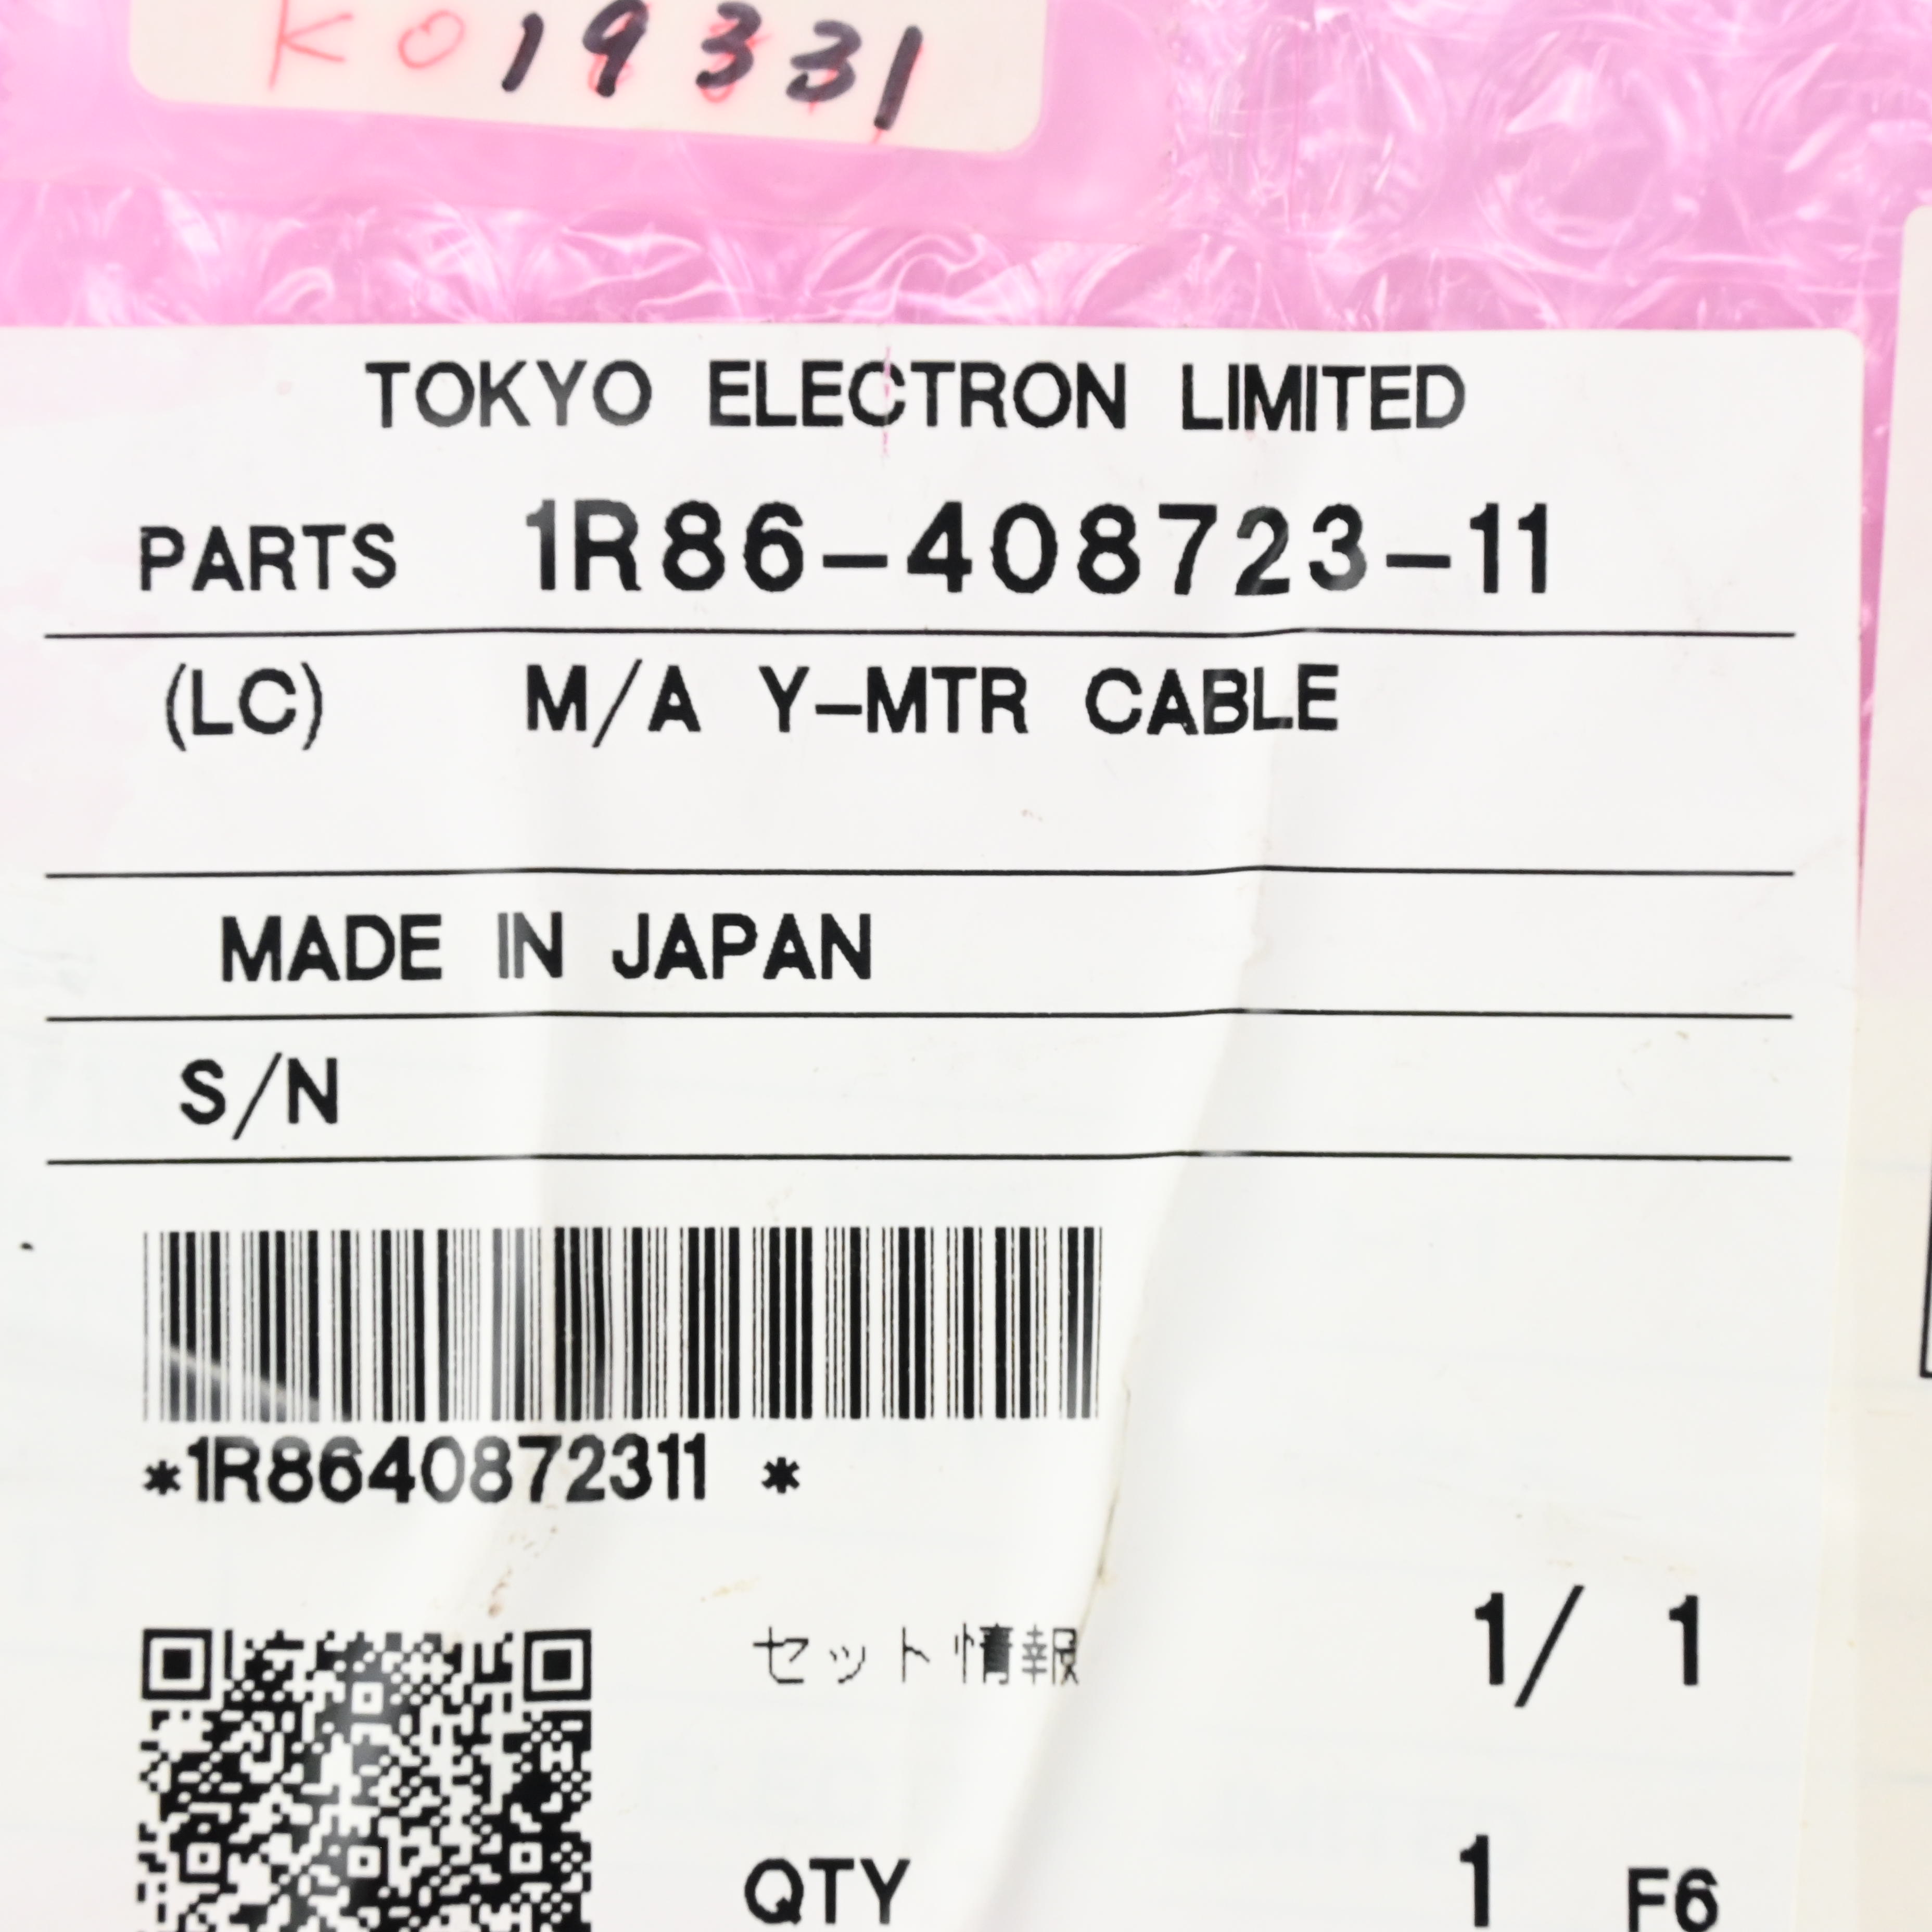 KO19331
TOKYO ELECTRON LIMITED
PARTS 1R86-408723-11
(LC) M/A Y-MTR CABLE
MADE IN JAPAN
S/N
*1R8640872311 *
セット情報 1/ 1
QTY 1 F6